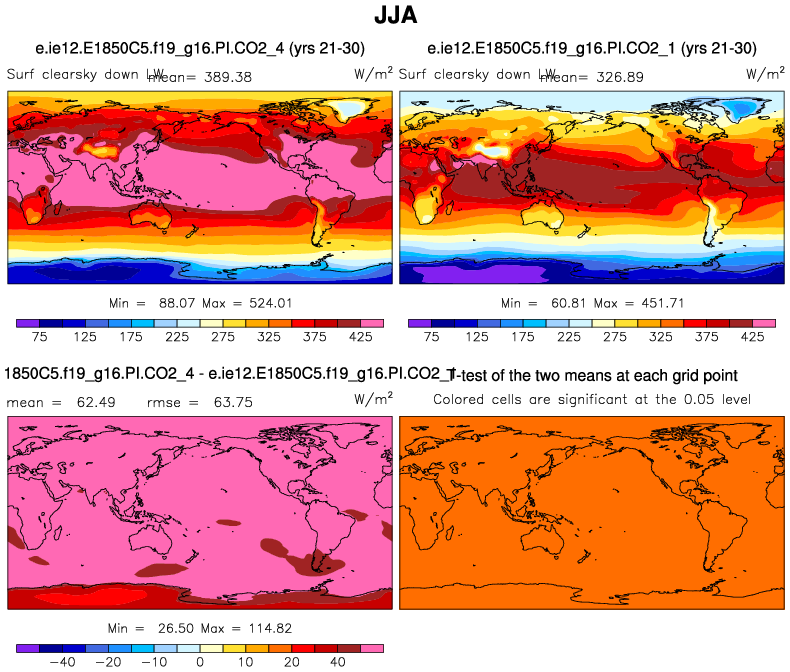 JJA
e.ie12.E1850C5.f19_g16.PI.CO2_4 (yrs 21-30)
Surf clearsky down LW
mean= 389.38
W/m²
e.ie12.E1850C5.f19_g16.PI.CO2_1 (yrs 21-30)
Surf clearsky down LW
mean= 326.89
W/m²
Min = 88.07 Max = 524.01
75 125 175 225 275 325 375 425
Min = 60.81 Max = 451.71
75 125 175 225 275 325 375 425
1850C5.f19_g16.PI.CO2_4 - e.ie12.E1850C5.f19_g16.PI.CO2_1
mean = 62.49 rmse = 63.75 W/m²
T-test of the two means at each grid point
Colored cells are significant at the 0.05 level
Min = 26.50 Max = 114.82
−40 −20 −10 0 10 20 40